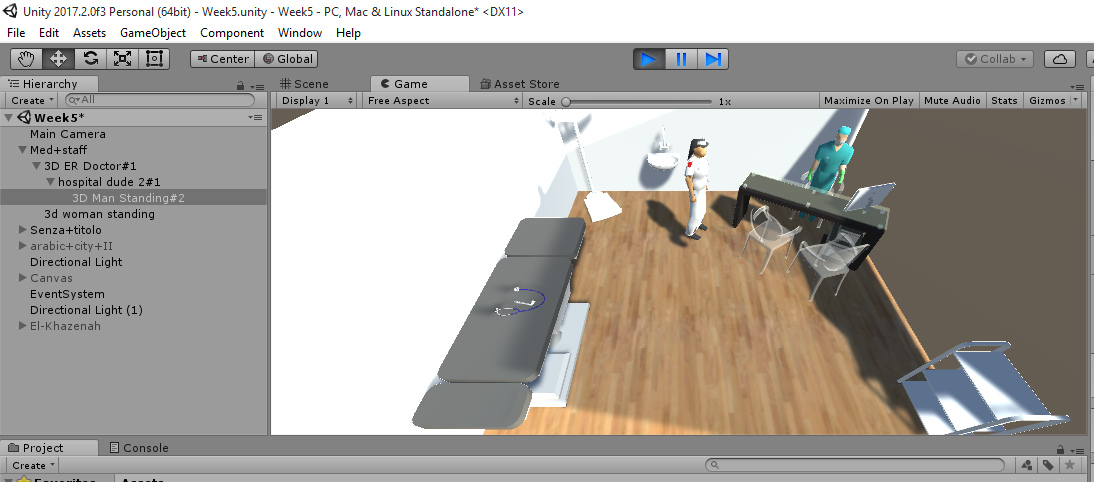 Unity 2017.2.0f3 Personal (64bit) - Week5.unity - Week5 - PC, Mac & Linux Standalone* <DX11>
File Edit Assets GameObject Component Window Help
Center Global Collab
Hierarchy Scene Game Asset Store
Create All Display 1 Free Aspect Scale 1x Maximize On Play Mute Audio Stats Gizmos
Week5*
Main Camera
Med+staff
3D ER Doctor#1
hospital dude 2#1
3D Man Standing#2
3d woman standing
Senza+titolo
arabic+city+II
Directional Light
Canvas
EventSystem
Directional Light (1)
El-Khazenah
Project Console
Create
Favorites Assets